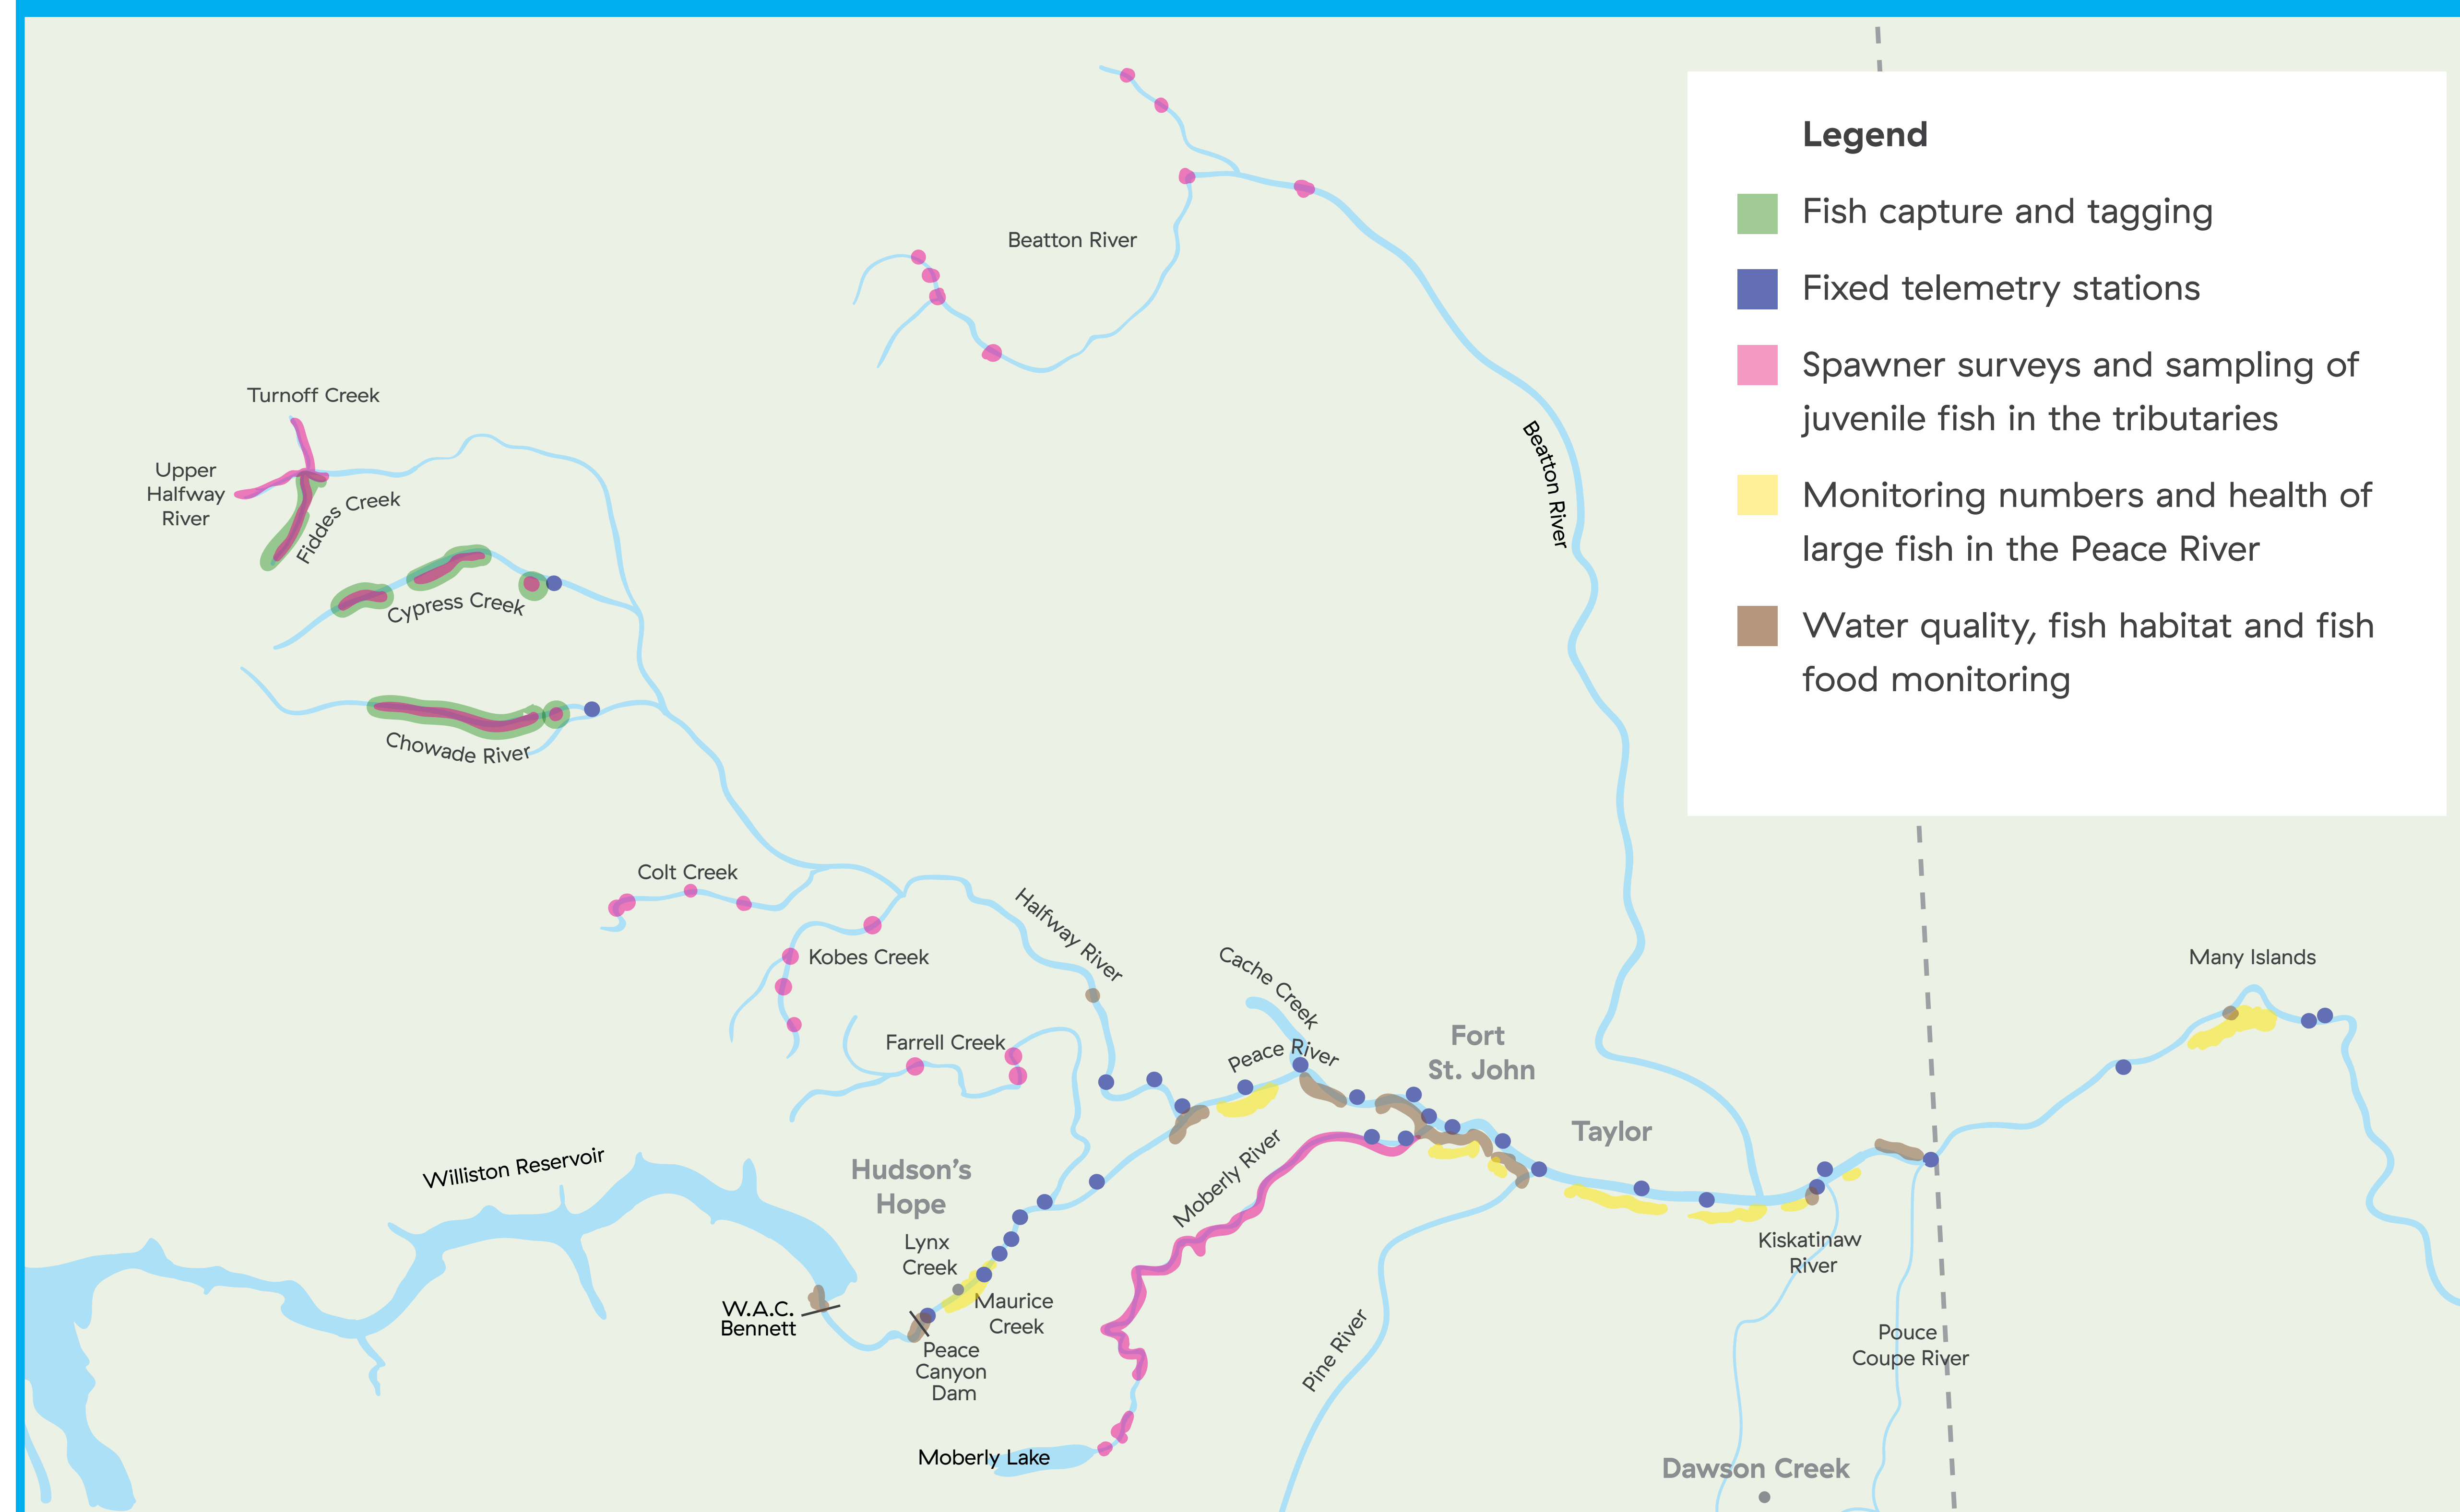 Legend
Fish capture and tagging
Fixed telemetry stations
Spawner surveys and sampling of
juvenile fish in the tributaries
Monitoring numbers and health of
large fish in the Peace River
Water quality, fish habitat and fish
food monitoring
Beatton River
Turnoff Creek
Upper
Halfway
River
Fiddes Creek
Beatton River
Cypress Creek
Chowade River
Colt Creek
Halfway River
Kobes Creek
Cache Creek
Many Islands
Farrell Creek
Peace River
Fort
St. John
Taylor
Williston Reservoir
Hudson's
Hope
Moberly River
Lynx
Creek
Kiskatinaw
River
W.A.C.
Bennett
Maurice
Creek
Peace
Canyon
Dam
Pine River
Pouce
Coupe River
Moberly Lake
Dawson Creek